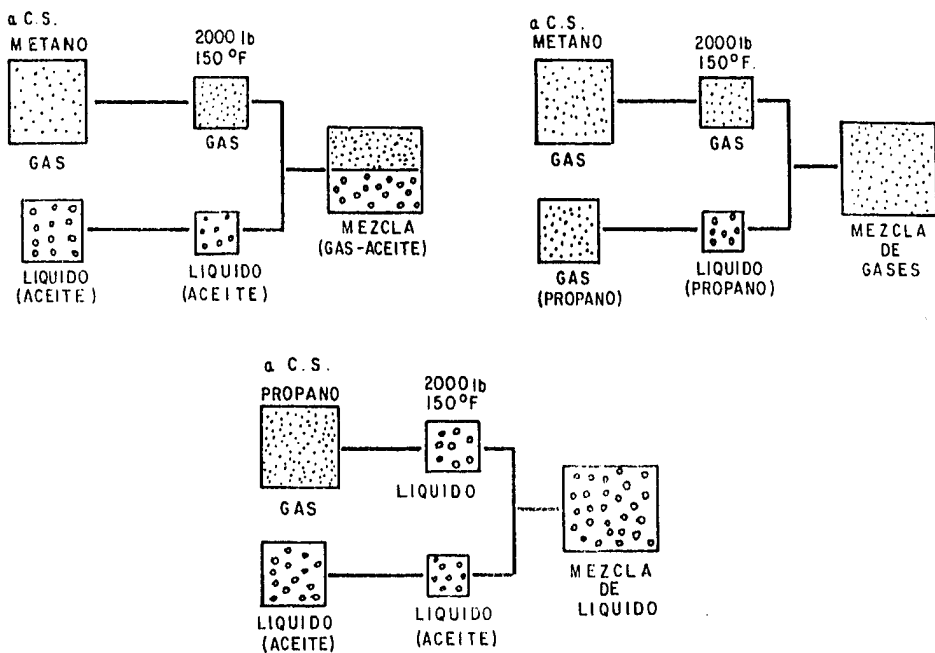 a C.S.
METANO
2000 lb
150°F
GAS
GAS
LIQUIDO
(ACEITE)
LIQUIDO
(ACEITE)
MEZCLA
(GAS-ACEITE)
a C.S.
METANO
2000 lb
150°F.
GAS
GAS
GAS
(PROPANO)
LIQUIDO
(PROPANO)
MEZCLA
DE
GASES
a C.S.
PROPANO
2000 lb
150°F
GAS
LIQUIDO
LIQUIDO
(ACEITE)
LIQUIDO
(ACEITE)
MEZCLA
DE
LIQUIDO